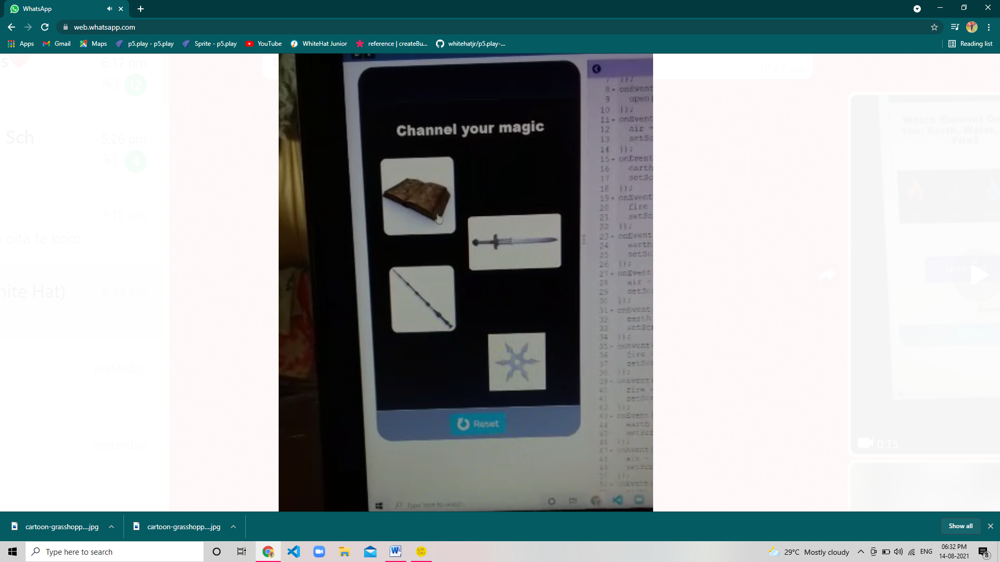 WhatsApp
web.whatsapp.com
Apps
Gmail
Maps
p5.play - p5.play
Sprite - p5.play
YouTube
WhiteHat Junior
reference | createBu...
whitehatjr/p5.play-...
Reading list
6:17 pm
12
Sch
5:26 pm
4
3:12 pm
oita te koro
nite Hat)
8:24 am
yesterday
yesterday
10:47 am
Channel your magic
Reset
7 });
8 onEvent
9 open(
10 });
11 onEvent
12 air =
13 setSc
14 });
15 onEvent
16 earth
17 setSc
18 });
19 onEvent
20 fire
21 setSc
22 });
23 onEvent
24 earth
25 setSc
26 });
27 onEvent
28 air =
29 setSc
30 });
31 onEvent
32 earth
33 setScr
34 });
35 onEvent(
36 fire =
37 setScr
38 });
39 onEvent(
40 fire =
41 setScr
42 });
43 onEvent(
44 earth
45 setScr
46 });
47 onEvent(
48 air =
49 setScr
50 });
51 onEvent(
Type here to search
Which Element Do
You: Earth, Water,
Fire?
0:15
cartoon-grasshopp....jpg
cartoon-grasshopp....jpg
Show all
Type here to search
29°C Mostly cloudy
ENG
06:32 PM
14-08-2021
8